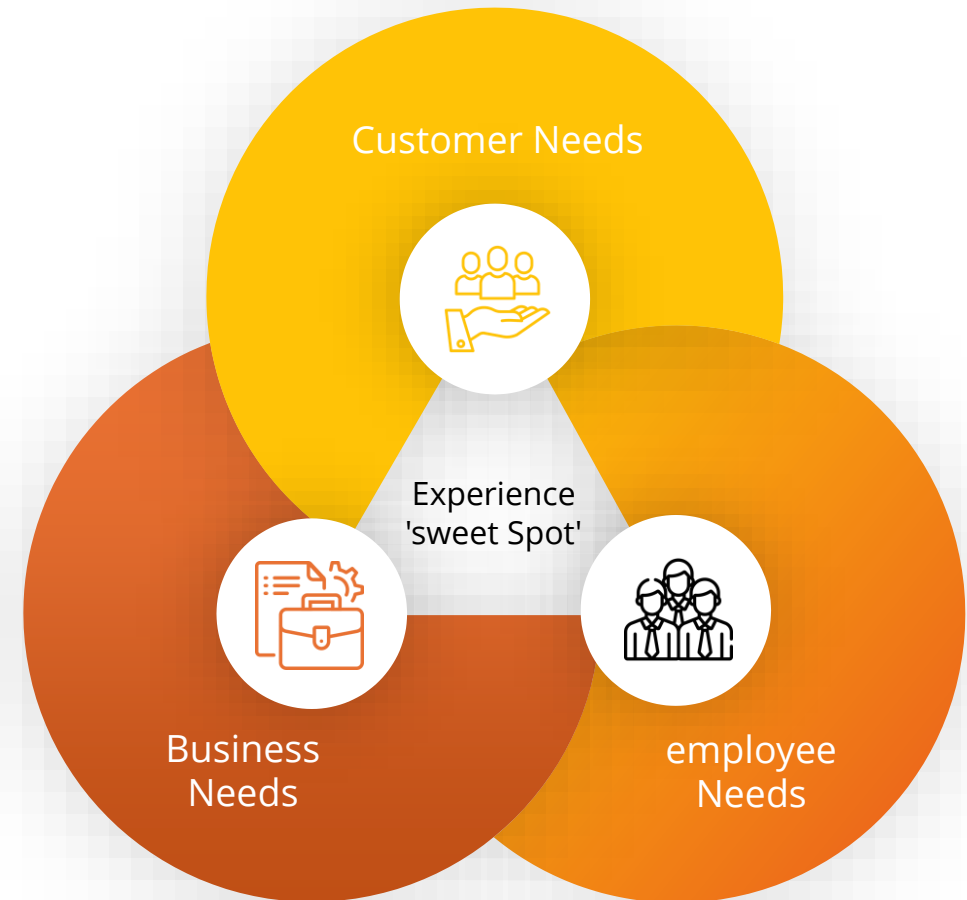 Customer Needs
Experience
'sweet Spot'
Business
Needs
employee
Needs